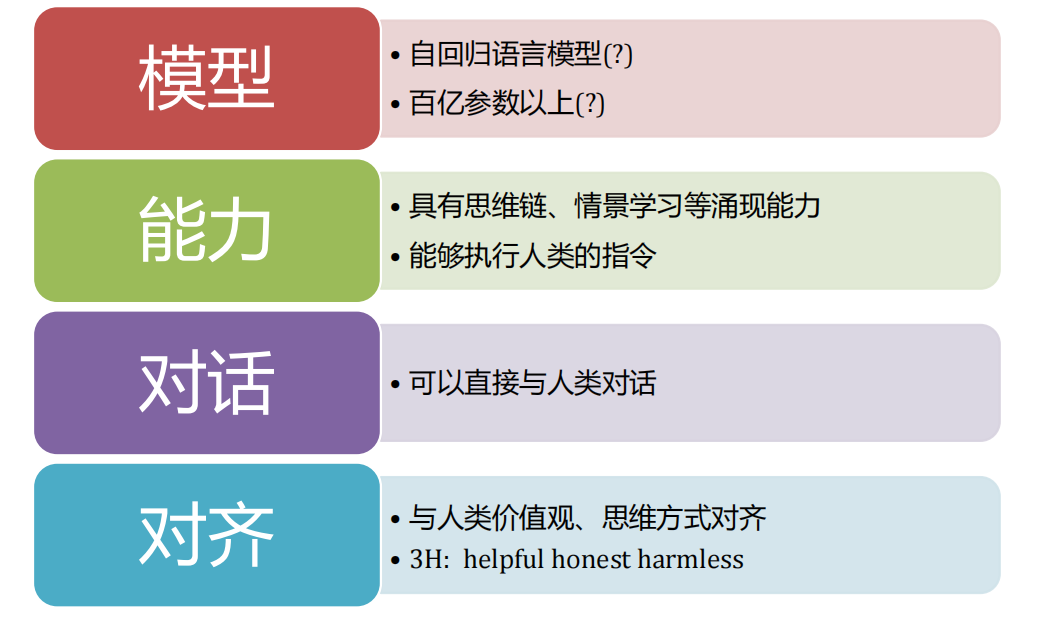 模型
• 自回归语言模型(?)
• 百亿参数以上(?)
能力
• 具有思维链、情景学习等涌现能力
• 能够执行人类的指令
对话
• 可以直接与人类对话
对齐
• 与人类价值观、思维方式对齐
• 3H: helpful honest harmless